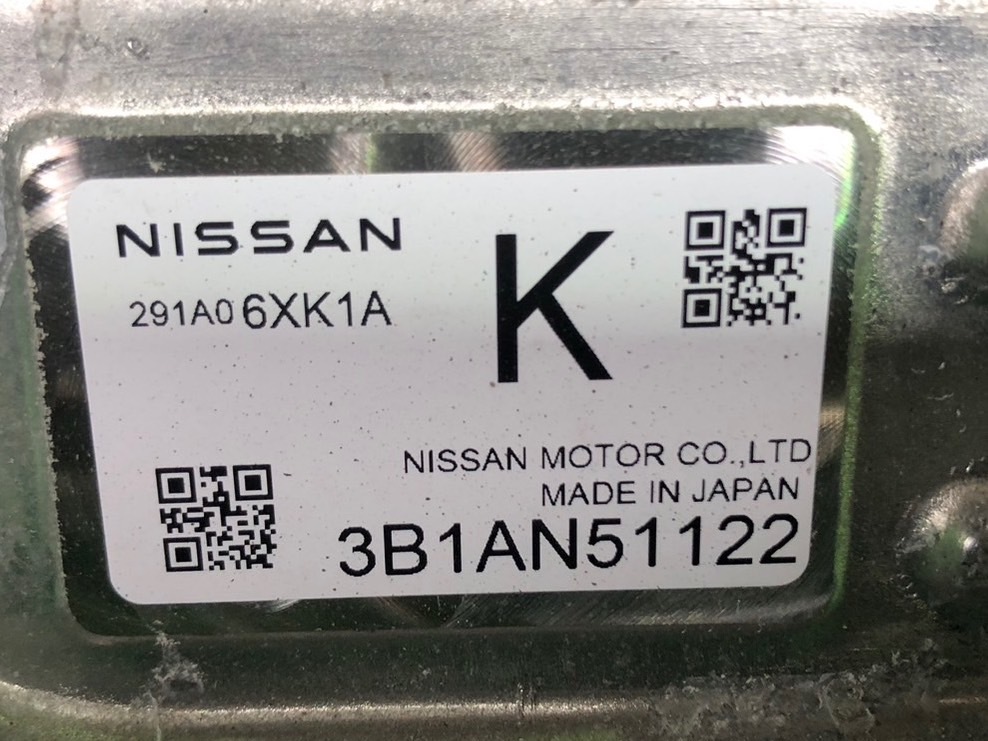 NISSAN
291A0 6XK1A
K
NISSAN MOTOR CO.,LTD
MADE IN JAPAN
3B1AN51122